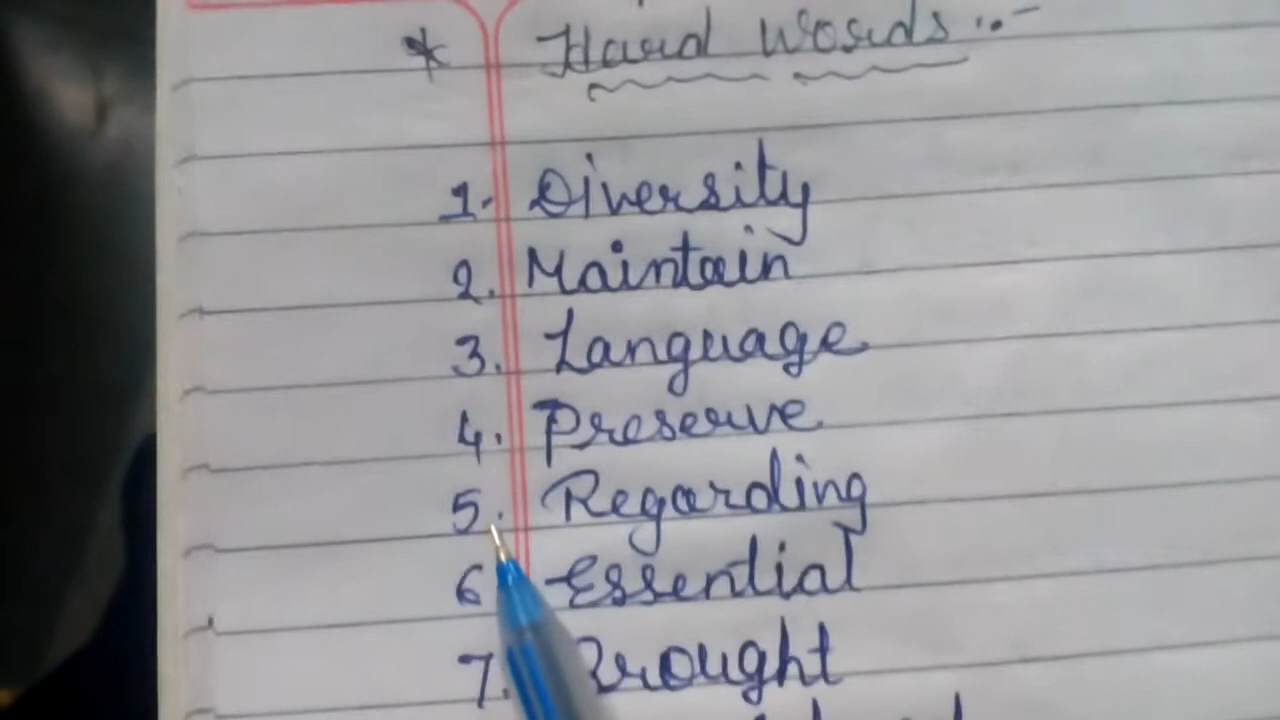 * Hard Words :-
1. Diversity
2. Maintain
3. Language
4. Preserve
5. Regarding
6 Essential
7. Brought